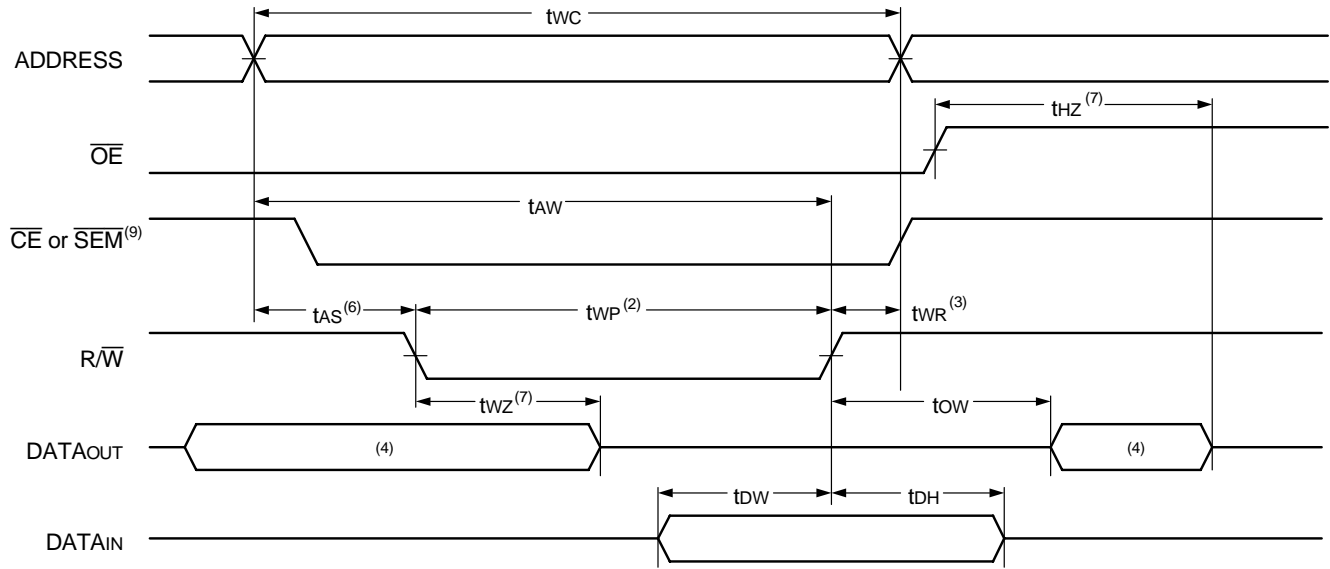 tWC
ADDRESS
tHZ(7)
OE
tAW
CE or SEM(9)
tAS(6) tWP(2) tWR(3)
R/W
tWZ(7) tOW
DATAOUT (4) (4)
tDW tDH
DATAIN